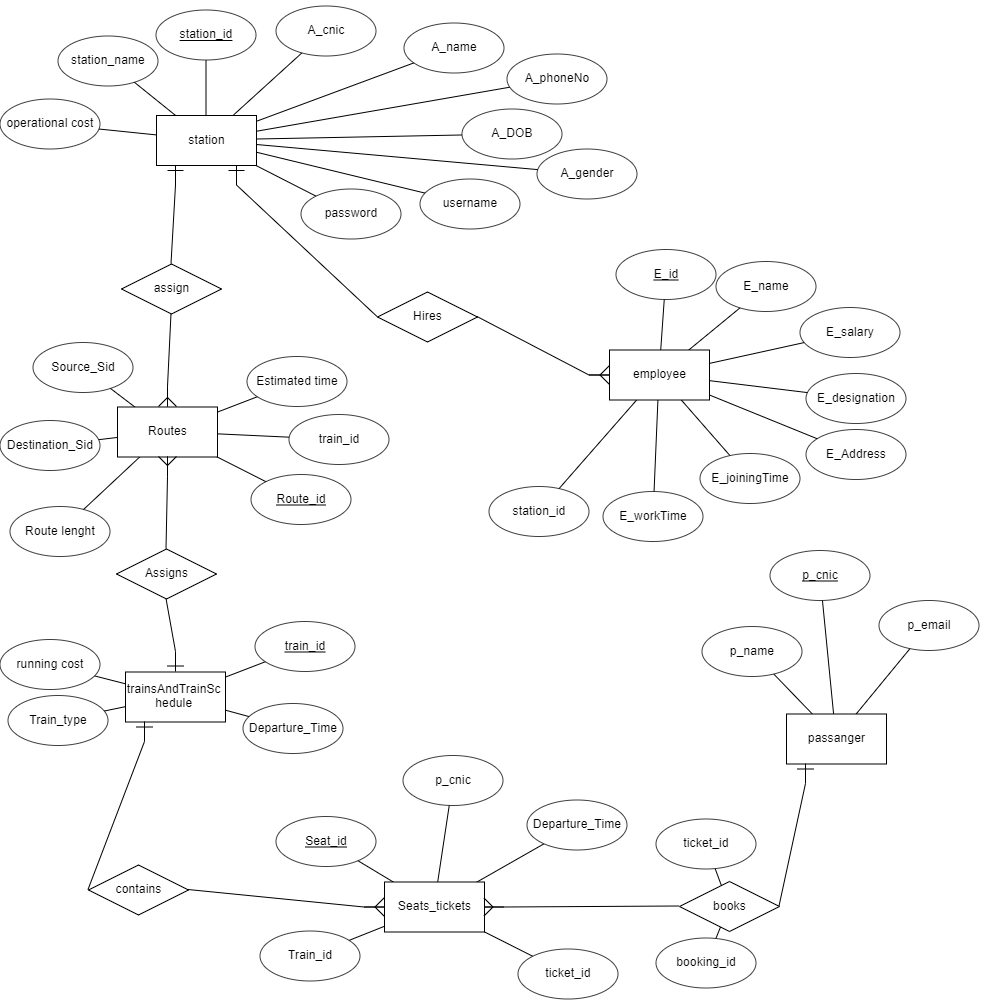 station_id
A_cnic
A_name
station_name
A_phoneNo
operational cost
A_DOB
station
A_gender
username
password
E_id
E_name
assign
Hires
E_salary
Source_Sid
employee
Estimated time
E_designation
Routes
train_id
Destination_Sid
E_Address
E_joiningTime
Route_id
station_id
E_workTime
Route lenght
Assigns
p_cnic
p_email
train_id
p_name
running cost
trainsAndTrainSc
hedule
Train_type
Departure_Time
passanger
p_cnic
Departure_Time
Seat_id
ticket_id
contains
Seats_tickets
books
Train_id
booking_id
ticket_id